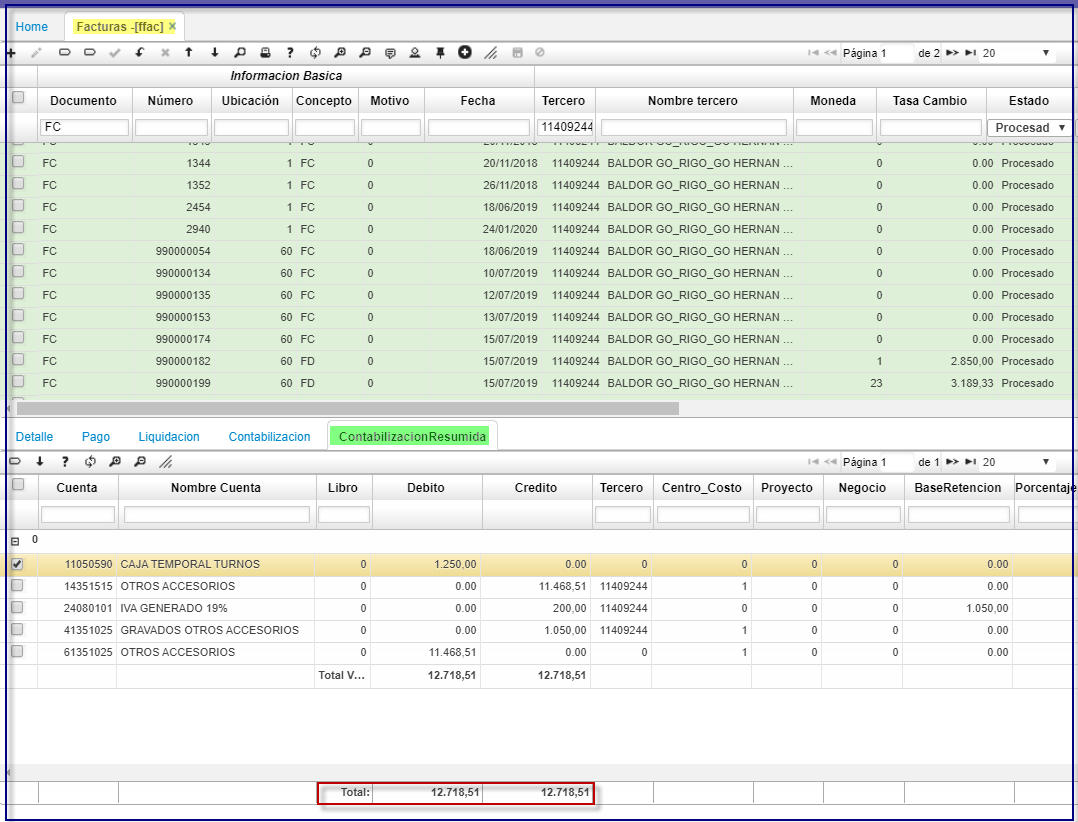 Home Facturas -[ffac] ×
Página 1 de 2 20
Informacion Basica
Documento Número Ubicación Concepto Motivo Fecha Tercero Nombre tercero Moneda Tasa Cambio Estado
FC 11409244 Procesad
FC 1344 1 FC 0 20/11/2018 11409244 BALDOR GO_RIGO_GO HERNAN ... 0 0.00 Procesado
FC 1352 1 FC 0 26/11/2018 11409244 BALDOR GO_RIGO_GO HERNAN ... 0 0.00 Procesado
FC 2454 1 FC 0 18/06/2019 11409244 BALDOR GO_RIGO_GO HERNAN ... 0 0.00 Procesado
FC 2940 1 FC 0 24/01/2020 11409244 BALDOR GO_RIGO_GO HERNAN ... 0 0.00 Procesado
FC 990000054 60 FC 0 18/06/2019 11409244 BALDOR GO_RIGO_GO HERNAN ... 0 0.00 Procesado
FC 990000134 60 FC 0 10/07/2019 11409244 BALDOR GO_RIGO_GO HERNAN ... 0 0.00 Procesado
FC 990000135 60 FC 0 12/07/2019 11409244 BALDOR GO_RIGO_GO HERNAN ... 0 0.00 Procesado
FC 990000153 60 FC 0 13/07/2019 11409244 BALDOR GO_RIGO_GO HERNAN ... 0 0.00 Procesado
FC 990000174 60 FC 0 15/07/2019 11409244 BALDOR GO_RIGO_GO HERNAN ... 0 0.00 Procesado
FC 990000182 60 FD 0 15/07/2019 11409244 BALDOR GO_RIGO_GO HERNAN ... 1 2.850,00 Procesado
FC 990000199 60 FD 0 15/07/2019 11409244 BALDOR GO_RIGO_GO HERNAN ... 23 3.189,33 Procesado
Detalle Pago Liquidacion Contabilizacion ContabilizacionResumida
Página 1 de 1 20
Cuenta Nombre Cuenta Libro Debito Credito Tercero Centro_Costo Proyecto Negocio BaseRetencion Porcentaje
0
11050590 CAJA TEMPORAL TURNOS 0 1.250,00 0.00 0 0 0 0 0.00
14351515 OTROS ACCESORIOS 0 0.00 11.468,51 11409244 1 0 0 0.00
24080101 IVA GENERADO 19% 0 0.00 200,00 11409244 0 0 0 1.050,00
41351025 GRAVADOS OTROS ACCESORIOS 0 0.00 1.050,00 11409244 1 0 0 0.00
61351025 OTROS ACCESORIOS 0 11.468,51 0.00 0 1 0 0 0.00
Total V... 12.718,51 12.718,51
Total: 12.718,51 12.718,51